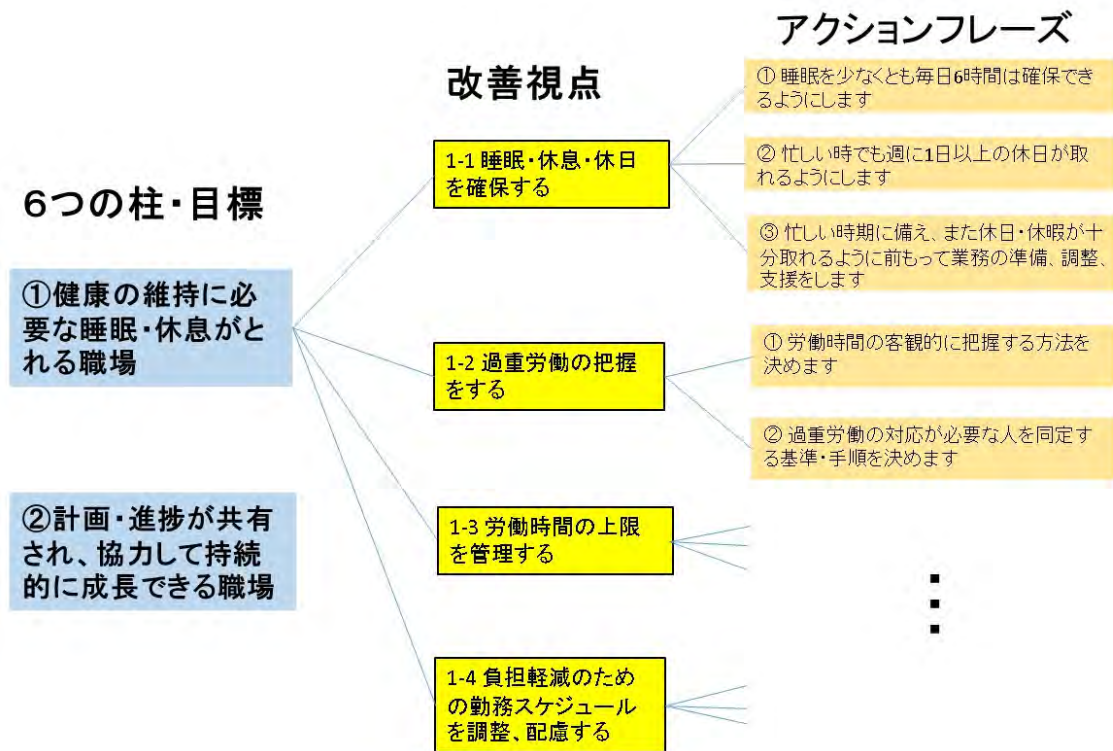 アクションフレーズ
改善視点
6つの柱・目標
①健康の維持に必
要な睡眠・休息がと
れる職場
②計画・進捗が共有
され、協力して持続
的に成長できる職場
1-1 睡眠・休息・休日
を確保する
① 睡眠を少なくとも毎日6時間は確保でき
るようにします
② 忙しい時でも週に1日以上の休日が取
れるようにします
③ 忙しい時期に備え、また休日・休暇が十
分取れるように前もって業務の準備、調整、
支援をします
1-2 過重労働の把握
をする
① 労働時間の客観的に把握する方法を
決めます
② 過重労働の対応が必要な人を同定す
る基準・手順を決めます
1-3 労働時間の上限
を管理する
1-4 負担軽減のため
の勤務スケジュール
を調整、配慮する